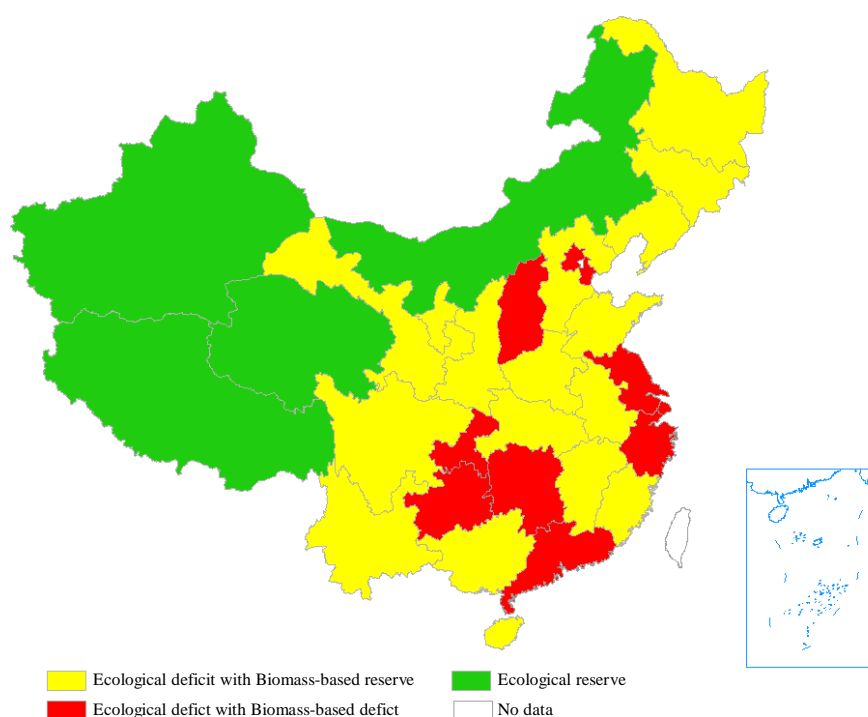 Ecological deficit with Biomass-based reserve
Ecological reserve
Ecological defict with Biomass-based defict
No data